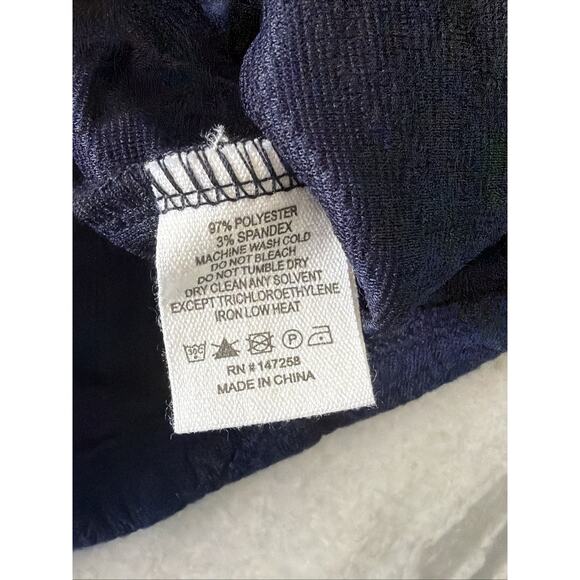 97% POLYESTER
3% SPANDEX
MACHINE WASH COLD
DO NOT BLEACH
DO NOT TUMBLE DRY
DRY CLEAN ANY SOLVENT
EXCEPT TRICHLOROETHYLENE
IRON LOW HEAT
30C P
RN # 147258
MADE IN CHINA